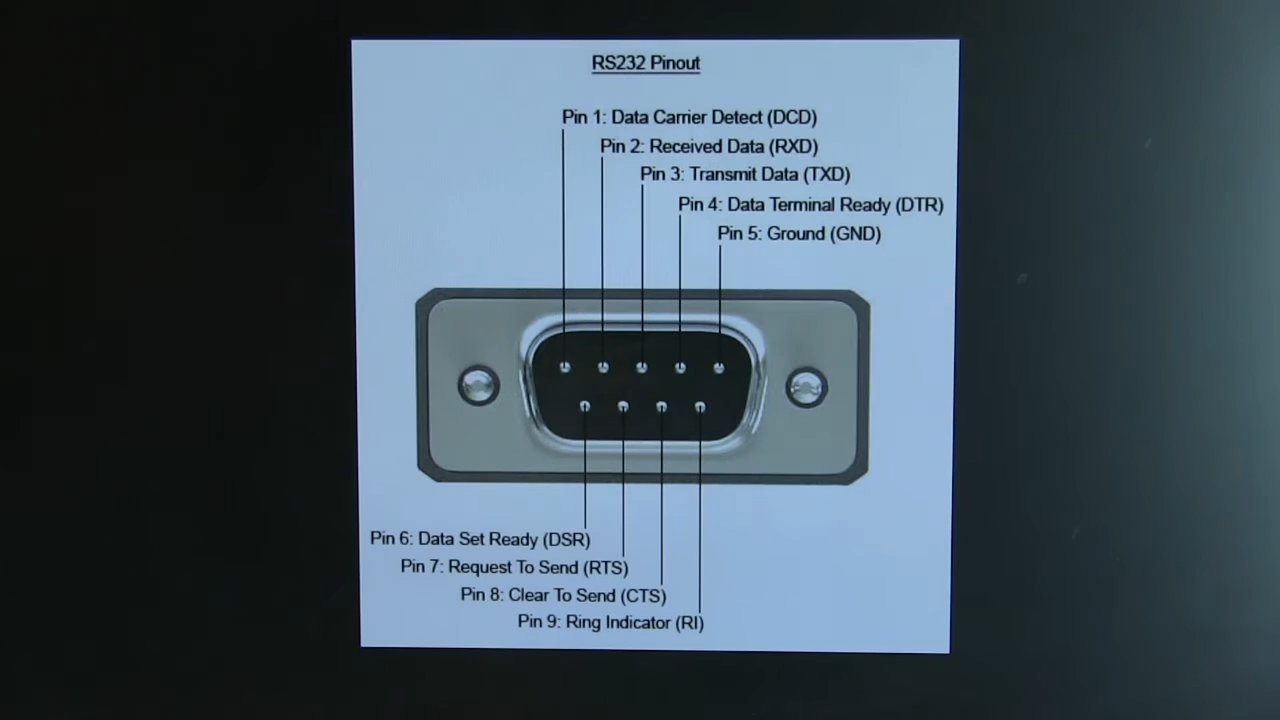 RS232 Pinout
Pin 1: Data Carrier Detect (DCD)
Pin 2: Received Data (RXD)
Pin 3: Transmit Data (TXD)
Pin 4: Data Terminal Ready (DTR)
Pin 5: Ground (GND)
Pin 6: Data Set Ready (DSR)
Pin 7: Request To Send (RTS)
Pin 8: Clear To Send (CTS)
Pin 9: Ring Indicator (RI)